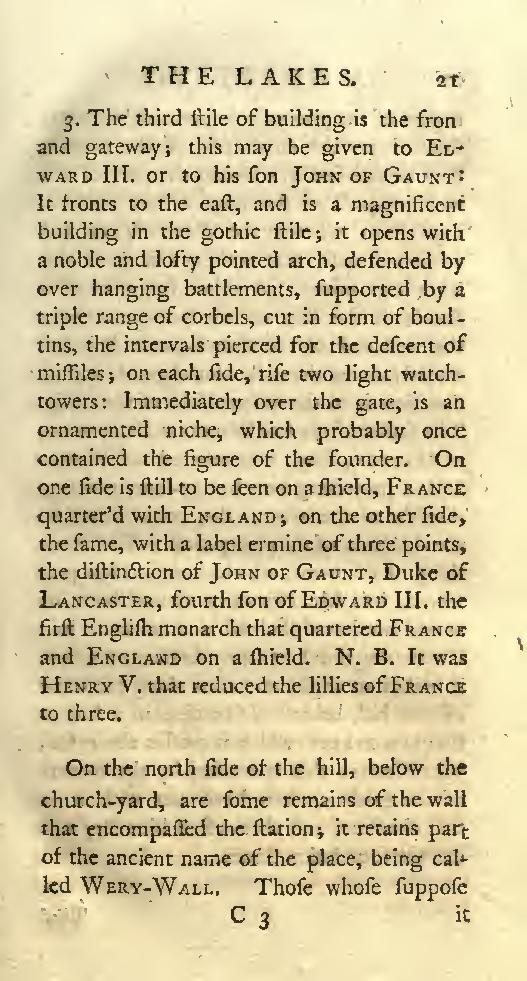 THE LAKES. 21
3. The third ſtile of building is the fron
and gateway; this may be given to ED-
WARD III. or to his ſon JOHN OF GAUNT:
It fronts to the eaſt, and is a magnificent
building in the gothic ſtile; it opens with
a noble and lofty pointed arch, defended by
over hanging battlements, ſupported by a
triple range of corbels, cut in form of boul-
tins, the intervals pierced for the deſcent of
miſſiles; on each ſide, riſe two light watch-
towers: Immediately over the gate, is an
ornamented niche, which probably once
contained the figure of the founder. On
one ſide is ſtill to be ſeen on a ſhield, FRANCE
quarter'd with ENGLAND; on the other ſide,
the ſame, with a label ermine of three points,
the diſtinction of JOHN OF GAUNT, Duke of
LANCASTER, fourth ſon of EDWARD III. the
firſt Engliſh monarch that quartered FRANCE
and ENGLAND on a ſhield. N. B. It was
HENRY V. that reduced the lillies of FRANCE
to three.
On the north ſide of the hill, below the
church-yard, are ſome remains of the wall
that encompaſſed the ſtation; it retains part
of the ancient name of the place, being cal-
led WERY-WALL. Thoſe whoſe ſuppoſe
C 3 it